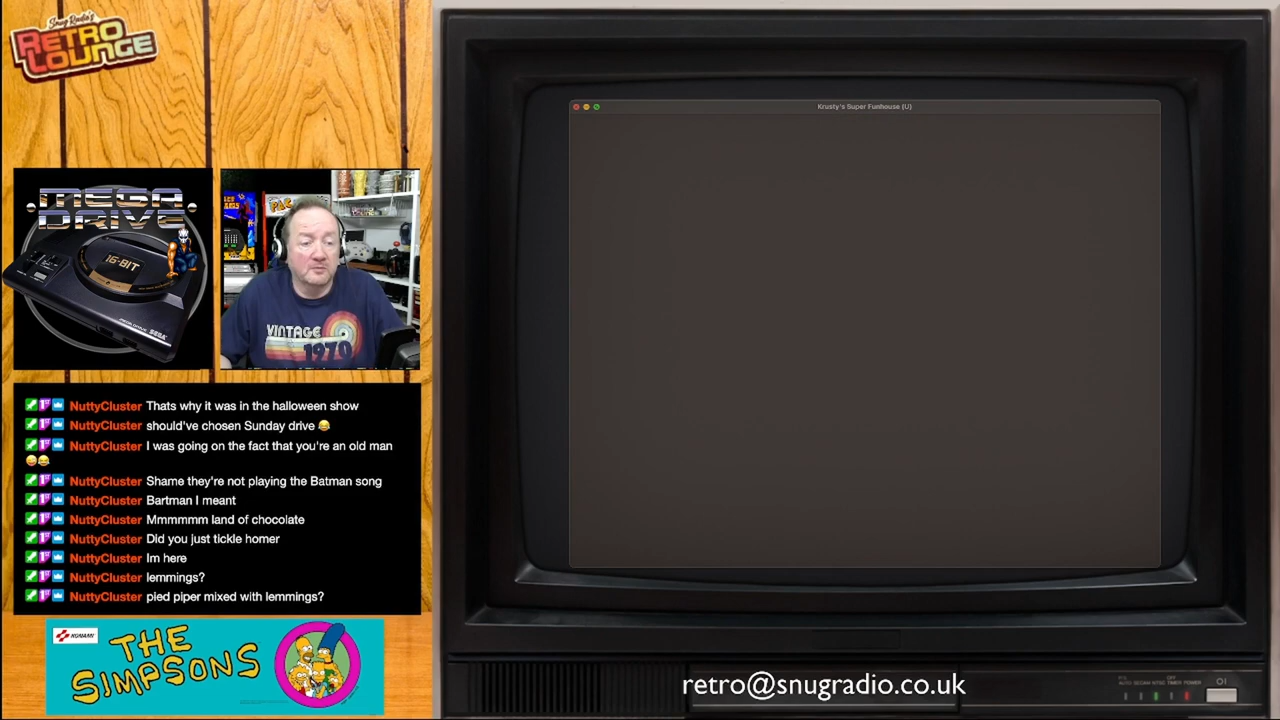 Snug Radio's
RETRO
LOUNGE
MEGA
DRIVE
16-BIT
SEGA
PAC
VINTAGE
1970
NuttyCluster Thats why it was in the halloween show
NuttyCluster should've chosen Sunday drive 😂
NuttyCluster I was going on the fact that you're an old man
😜😂
NuttyCluster Shame they're not playing the Batman song
NuttyCluster Bartman I meant
NuttyCluster Mmmmmm land of chocolate
NuttyCluster Did you just tickle homer
NuttyCluster Im here
NuttyCluster lemmings?
NuttyCluster pied piper mixed with lemmings?
KONAMI
THE
SIMPSONS
Krusty's Super Funhouse (U)
retro@snugradio.co.uk